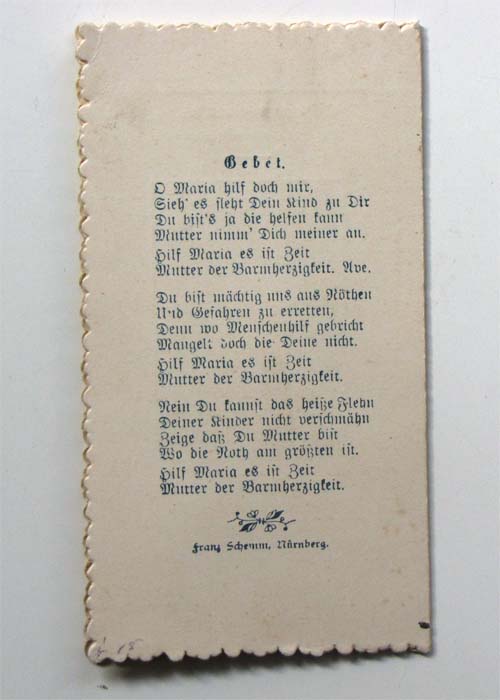 Gebet.
O Maria hilf doch mir,
Sieh' es fleht Dein Kind zu Dir
Du bist's ja die helfen kann
Mutter nimm' Dich meiner an.
Hilf Maria es ist Zeit
Mutter der Barmherzigkeit. Ave.
Du bist mächtig uns aus Nöthen
Und Gefahren zu erretten,
Denn wo Menschenhilf gebricht
Mangelt doch die Deine nicht.
Hilf Maria es ist Zeit
Mutter der Barmherzigkeit.
Nein Du kannst das heiße Flehn
Deiner Kinder nicht verschmähn
Zeige daß Du Mutter bist
Wo die Noth am größten ist.
Hilf Maria es ist Zeit
Mutter der Barmherzigkeit.
Franz Schemm, Nürnberg.